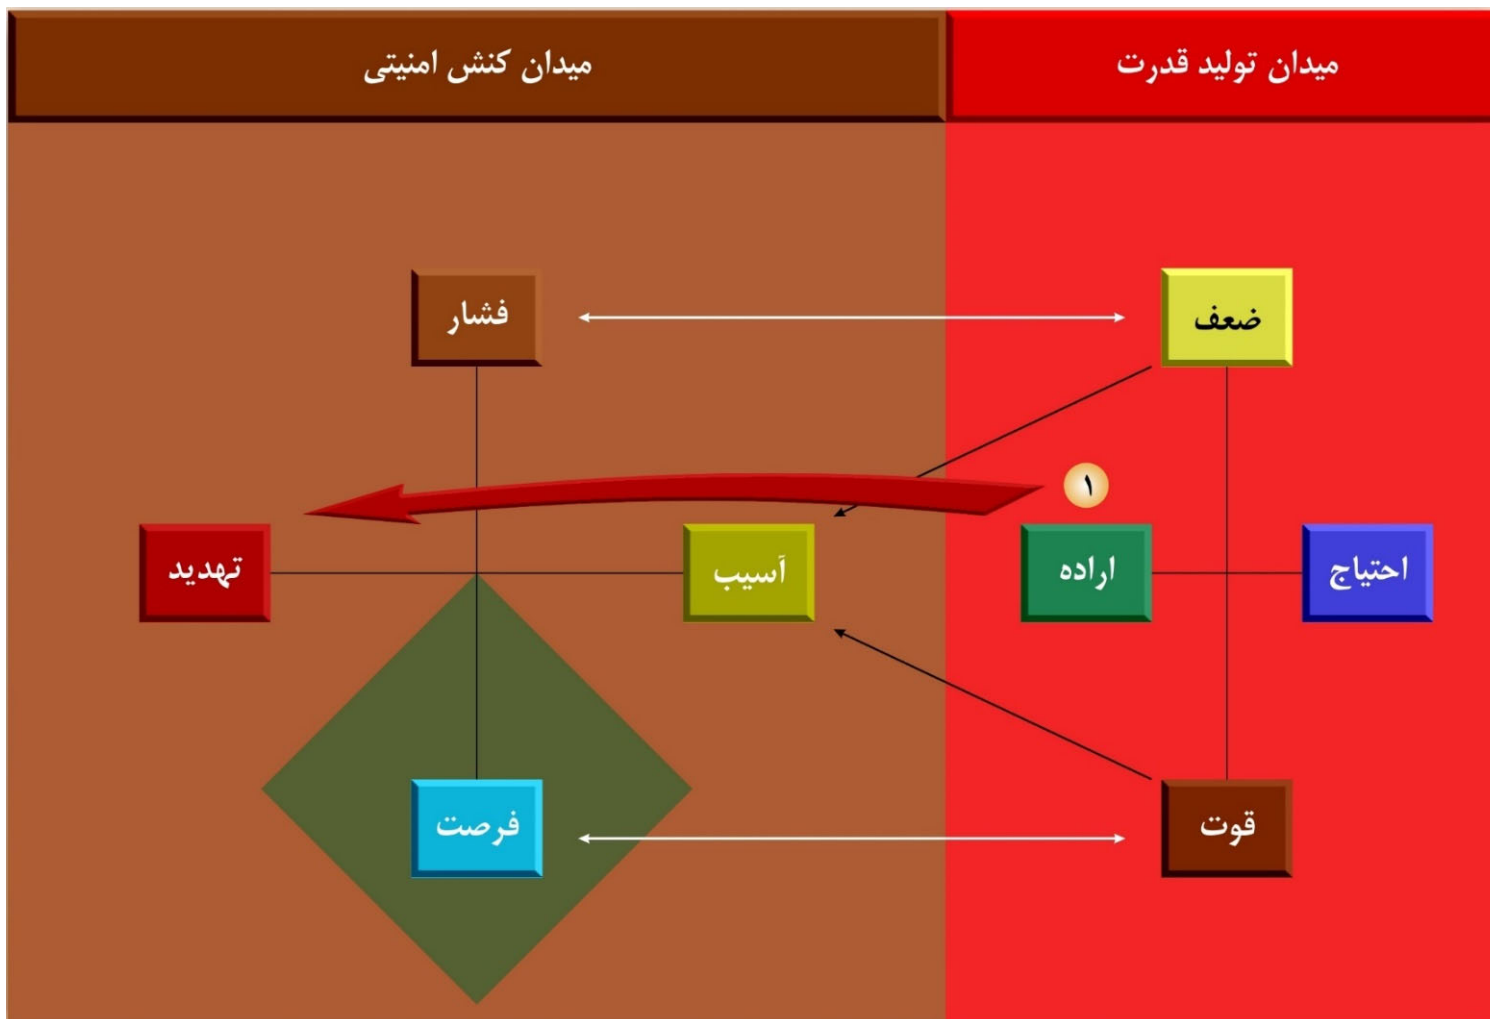 میدان تولید قدرت
میدان کنش امنیتی
ضعف
فشار
۱
احتیاج
اراده
آسیب
تهدید
قوت
فرصت